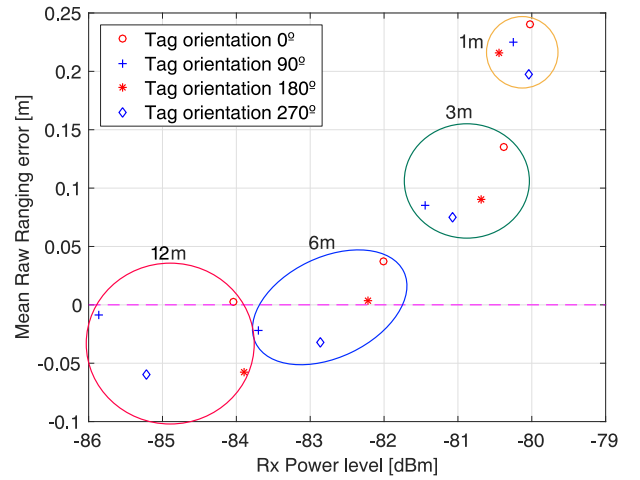 Tag orientation 0º
Tag orientation 90º
Tag orientation 180º
Tag orientation 270º
1m
3m
6m
12m
0.25
0.2
0.15
0.1
0.05
0
-0.05
-0.1
Mean Raw Ranging error [m]
-86
-85
-84
-83
-82
-81
-80
-79
Rx Power level [dBm]